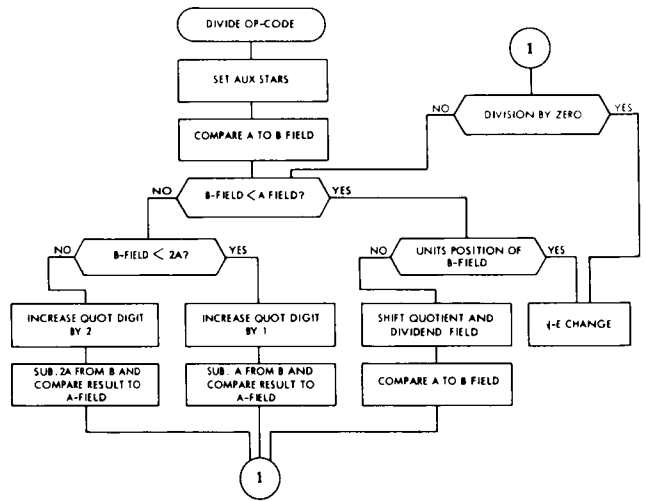 DIVIDE OP-CODE
1
SET AUX STARS
NO
DIVISION BY ZERO
YES
COMPARE A TO B FIELD
NO
B-FIELD < A FIELD?
YES
NO
B-FIELD < 2A?
YES
NO
UNITS POSITION OF
B-FIELD
YES
INCREASE QUOT DIGIT
BY 2
INCREASE QUOT DIGIT
BY 1
SHIFT QUOTIENT AND
DIVIDEND FIELD
-E CHANGE
SUB. 2A FROM B AND
COMPARE RESULT TO
A-FIELD
SUB. A FROM B AND
COMPARE RESULT TO
A-FIELD
COMPARE A TO B FIELD
1